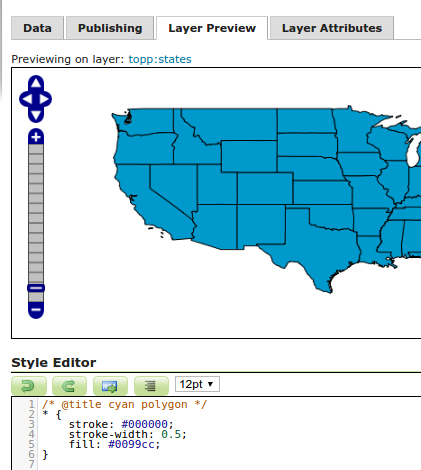 Data Publishing Layer Preview Layer Attributes
Previewing on layer: topp:states
Style Editor
12pt
1 /* @title cyan polygon */
2 * {
3 stroke: #000000;
4 stroke-width: 0.5;
5 fill: #0099cc;
6 }
7